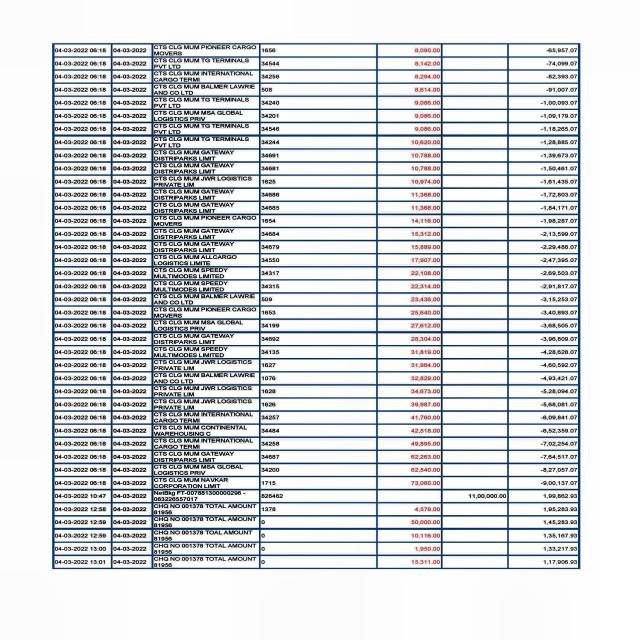 04-03-2022 06:18 04-03-2022 CTS CLG MUM PIONEER CARGO MOVERS 1656 8,090.00 -65,957.07
04-03-2022 06:18 04-03-2022 CTS CLG MUM TG TERMINALS PVT LTD 34544 8,142.00 -74,099.07
04-03-2022 06:18 04-03-2022 CTS CLG MUM INTERNATIONAL CARGO TERMI 34256 8,294.00 -82,393.07
04-03-2022 06:18 04-03-2022 CTS CLG MUM BALMER LAWRIE AND CO LTD 508 8,614.00 -91,007.07
04-03-2022 06:18 04-03-2022 CTS CLG MUM TG TERMINALS PVT LTD 34240 9,086.00 -1,00,093.07
04-03-2022 06:18 04-03-2022 CTS CLG MUM MSA GLOBAL LOGISTICS PRIV 34201 9,086.00 -1,09,179.07
04-03-2022 06:18 04-03-2022 CTS CLG MUM TG TERMINALS PVT LTD 34546 9,086.00 -1,18,265.07
04-03-2022 06:18 04-03-2022 CTS CLG MUM TG TERMINALS PVT LTD 34244 10,620.00 -1,28,885.07
04-03-2022 06:18 04-03-2022 CTS CLG MUM GATEWAY DISTRIPARKS LIMIT 34691 10,788.00 -1,39,673.07
04-03-2022 06:18 04-03-2022 CTS CLG MUM GATEWAY DISTRIPARKS LIMIT 34681 10,788.00 -1,50,461.07
04-03-2022 06:18 04-03-2022 CTS CLG MUM JWR LOGISTICS PRIVATE LIM 1625 10,974.00 -1,61,435.07
04-03-2022 06:18 04-03-2022 CTS CLG MUM GATEWAY DISTRIPARKS LIMIT 34686 11,368.00 -1,72,803.07
04-03-2022 06:18 04-03-2022 CTS CLG MUM GATEWAY DISTRIPARKS LIMIT 34685 11,368.00 -1,84,171.07
04-03-2022 06:18 04-03-2022 CTS CLG MUM PIONEER CARGO MOVERS 1654 14,116.00 -1,98,287.07
04-03-2022 06:18 04-03-2022 CTS CLG MUM GATEWAY DISTRIPARKS LIMIT 34684 15,312.00 -2,13,599.07
04-03-2022 06:18 04-03-2022 CTS CLG MUM GATEWAY DISTRIPARKS LIMIT 34679 15,889.00 -2,29,488.07
04-03-2022 06:18 04-03-2022 CTS CLG MUM ALLCARGO LOGISTICS LIMITE 34550 17,907.00 -2,47,395.07
04-03-2022 06:18 04-03-2022 CTS CLG MUM SPEEDY MULTIMODES LIMITED 34317 22,108.00 -2,69,503.07
04-03-2022 06:18 04-03-2022 CTS CLG MUM SPEEDY MULTIMODES LIMITED 34315 22,314.00 -2,91,817.07
04-03-2022 06:18 04-03-2022 CTS CLG MUM BALMER LAWRIE AND CO LTD 509 23,436.00 -3,15,253.07
04-03-2022 06:18 04-03-2022 CTS CLG MUM PIONEER CARGO MOVERS 1653 25,640.00 -3,40,893.07
04-03-2022 06:18 04-03-2022 CTS CLG MUM MSA GLOBAL LOGISTICS PRIV 34199 27,612.00 -3,68,505.07
04-03-2022 06:18 04-03-2022 CTS CLG MUM GATEWAY DISTRIPARKS LIMIT 34692 28,304.00 -3,96,809.07
04-03-2022 06:18 04-03-2022 CTS CLG MUM SPEEDY MULTIMODES LIMITED 34135 31,819.00 -4,28,628.07
04-03-2022 06:18 04-03-2022 CTS CLG MUM JWR LOGISTICS PRIVATE LIM 1627 31,964.00 -4,60,592.07
04-03-2022 06:18 04-03-2022 CTS CLG MUM BALMER LAWRIE AND CO LTD 1076 32,829.00 -4,93,421.07
04-03-2022 06:18 04-03-2022 CTS CLG MUM JWR LOGISTICS PRIVATE LIM 1628 34,673.00 -5,28,094.07
04-03-2022 06:18 04-03-2022 CTS CLG MUM JWR LOGISTICS PRIVATE LIM 1626 39,987.00 -5,68,081.07
04-03-2022 06:18 04-03-2022 CTS CLG MUM INTERNATIONAL CARGO TERMI 34257 41,760.00 -6,09,841.07
04-03-2022 06:18 04-03-2022 CTS CLG MUM CONTINENTAL WAREHOUSING C 34484 42,518.00 -6,52,359.07
04-03-2022 06:18 04-03-2022 CTS CLG MUM INTERNATIONAL CARGO TERMI 34258 49,895.00 -7,02,254.07
04-03-2022 06:18 04-03-2022 CTS CLG MUM GATEWAY DISTRIPARKS LIMIT 34687 62,263.00 -7,64,517.07
04-03-2022 06:18 04-03-2022 CTS CLG MUM MSA GLOBAL LOGISTICS PRIV 34200 62,540.00 -8,27,057.07
04-03-2022 06:18 04-03-2022 CTS CLG MUM NAVKAR CORPORATION LIMIT 1715 73,080.00 -9,00,137.07
04-03-2022 10:47 04-03-2022 NetBkg FT-007881300000296 - 063226557017 826462 11,00,000.00 1,99,862.93
04-03-2022 12:58 04-03-2022 CHQ NO 001378 TOTAL AMOUNT 81956 1378 4,579.00 1,95,283.93
04-03-2022 12:59 04-03-2022 CHQ NO 001378 TOTAL AMOUNT 81956 0 50,000.00 1,45,283.93
04-03-2022 12:59 04-03-2022 CHQ NO 001378 TOAL AMOUNT 81956 0 10,116.00 1,35,167.93
04-03-2022 13:00 04-03-2022 CHQ NO 001378 TOTAL AMOUNT 81956 0 1,950.00 1,33,217.93
04-03-2022 13:01 04-03-2022 CHQ NO 001378 TOTAL AMOUNT 81956 0 15,311.00 1,17,906.93